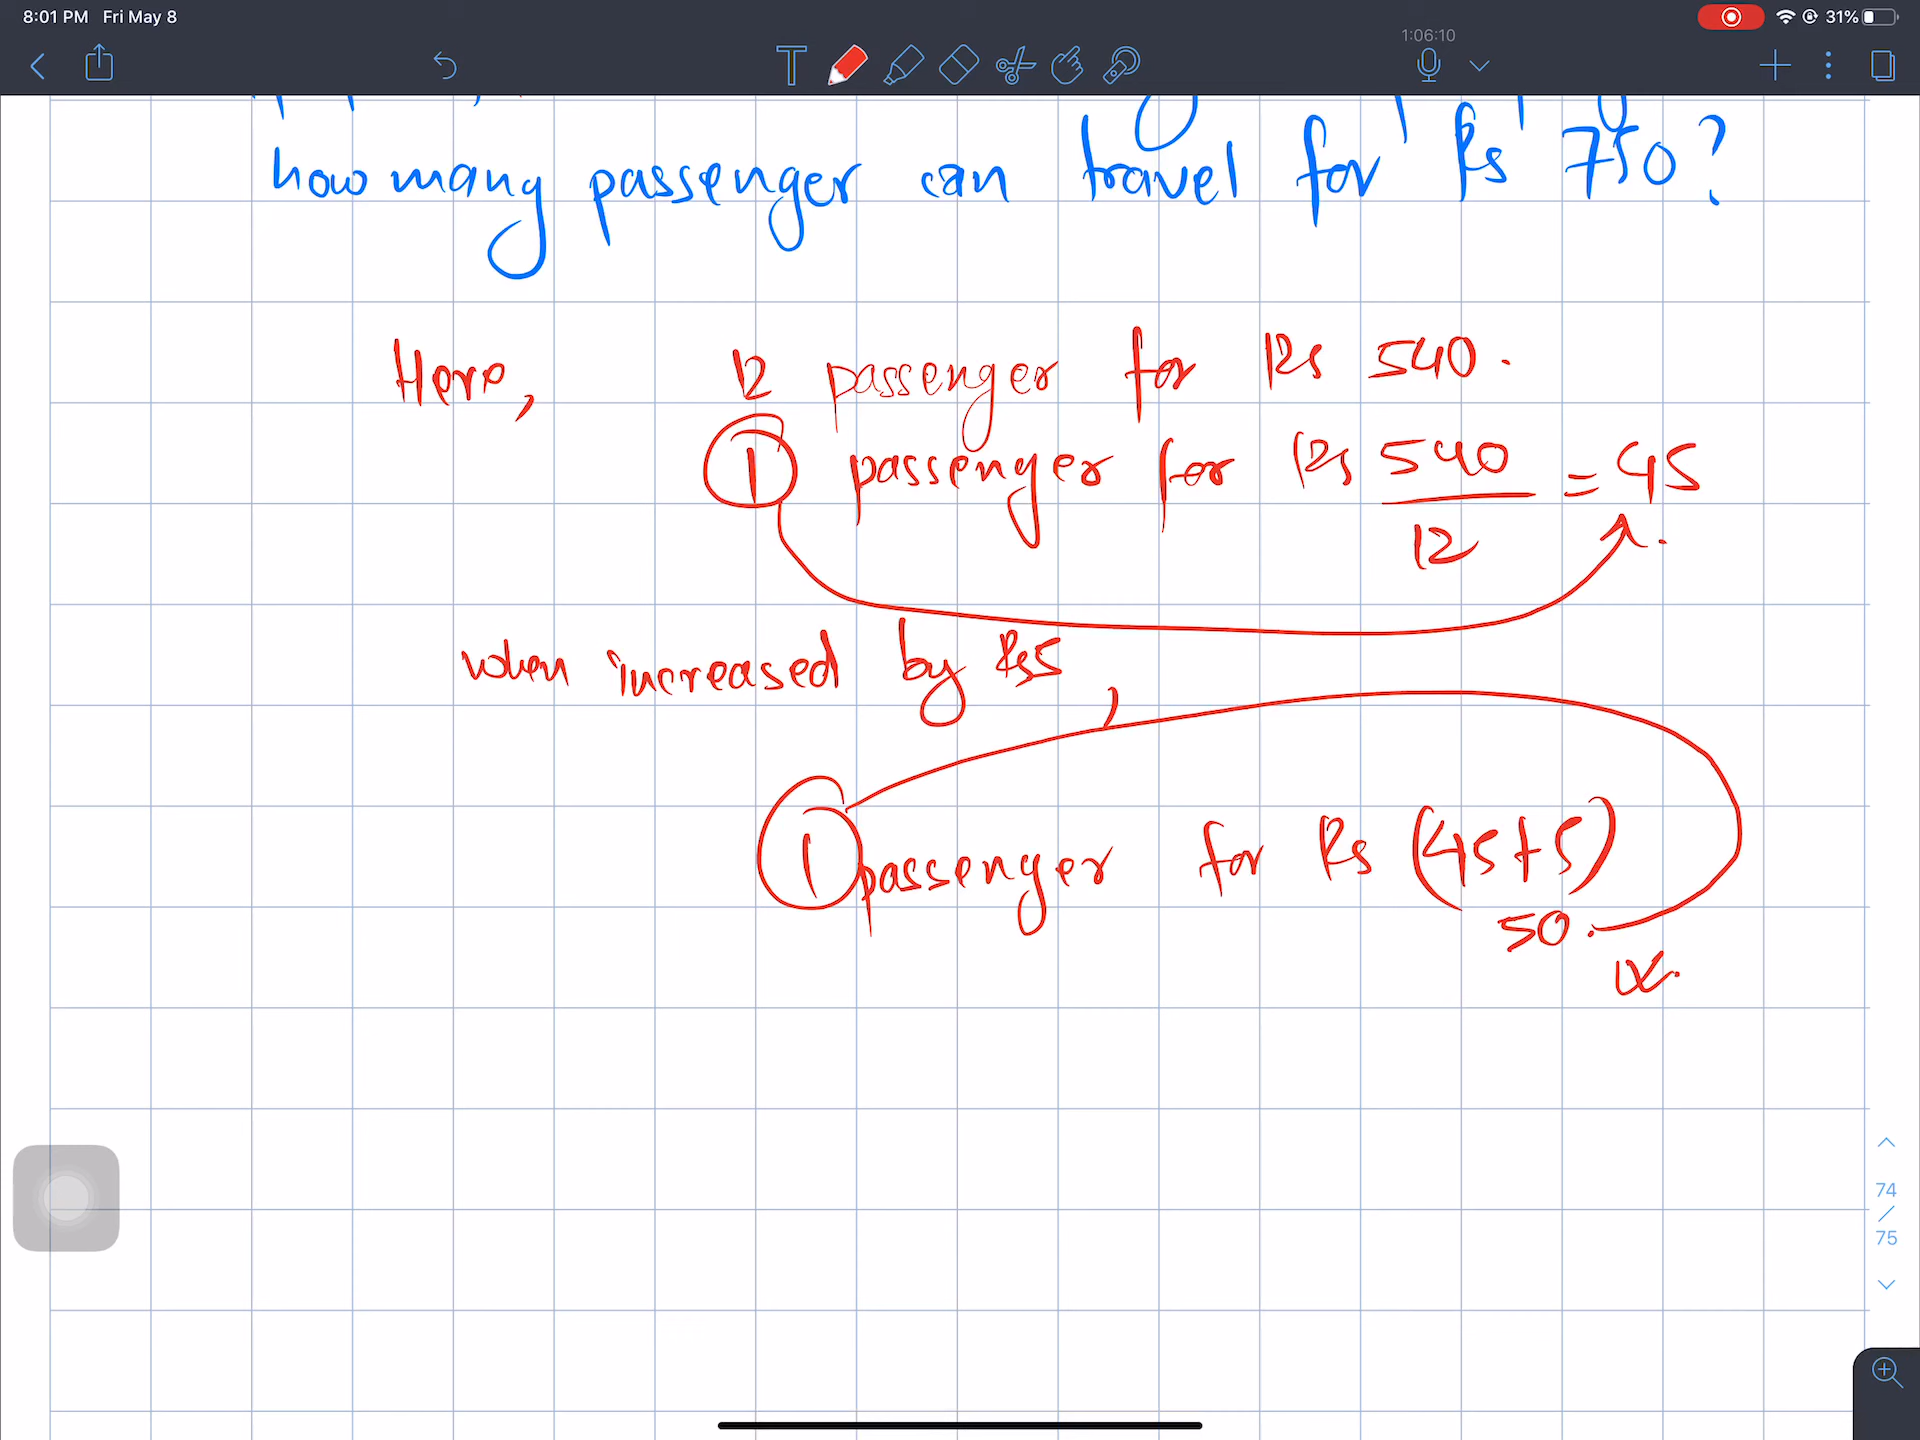 8:01 PM Fri May 8
31%
1:06:10
how many passenger can travel for Rs 750?
Here, 12 passenger for Rs 540.
1 passenger for Rs 540/12 = 45.
when increased by Rs5,
1 passenger for Rs (45+5)
50.
74
/
75